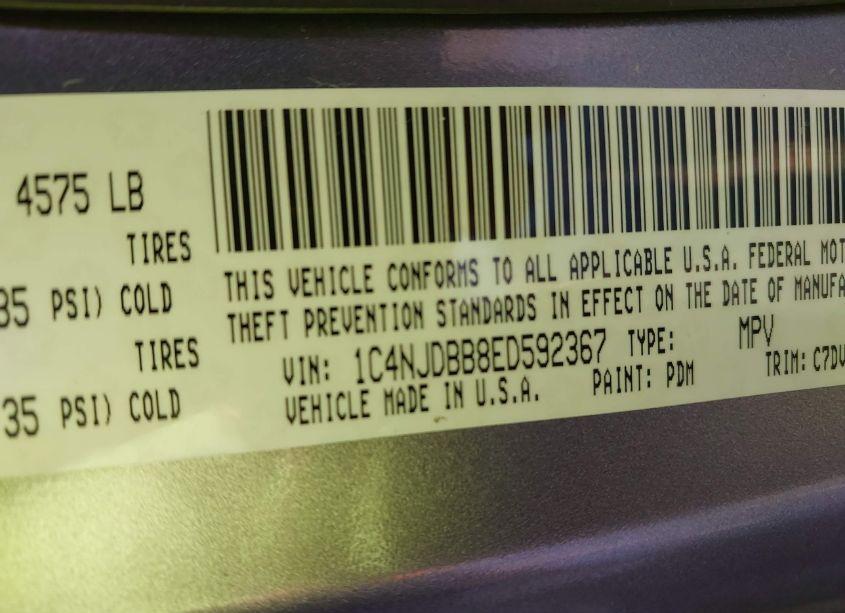 4575 LB
TIRES
35 PSI) COLD
TIRES
35 PSI) COLD
THIS VEHICLE CONFORMS TO ALL APPLICABLE U.S.A. FEDERAL MOT
THEFT PREVENTION STANDARDS IN EFFECT ON THE DATE OF MANUFA
VIN: 1C4NJDBB8ED592367 TYPE: MPV
VEHICLE MADE IN U.S.A. PAINT: PDM TRIM: C7DV